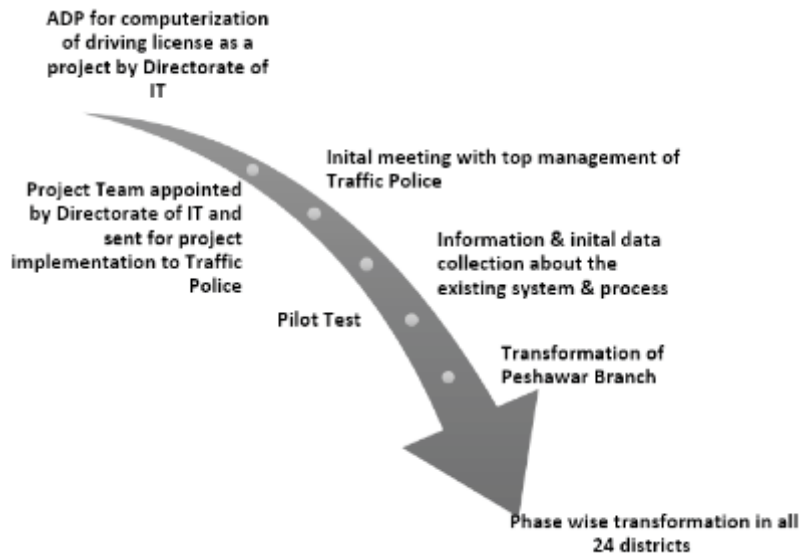 ADP for computerization
of driving license as a
project by Directorate of
IT
Project Team appointed
by Directorate of IT and
sent for project
implementation to Traffic
Police
Inital meeting with top management of
Traffic Police
Information & inital data
collection about the
existing system & process
Pilot Test
Transformation of
Peshawar Branch
Phase wise transformation in all
24 districts